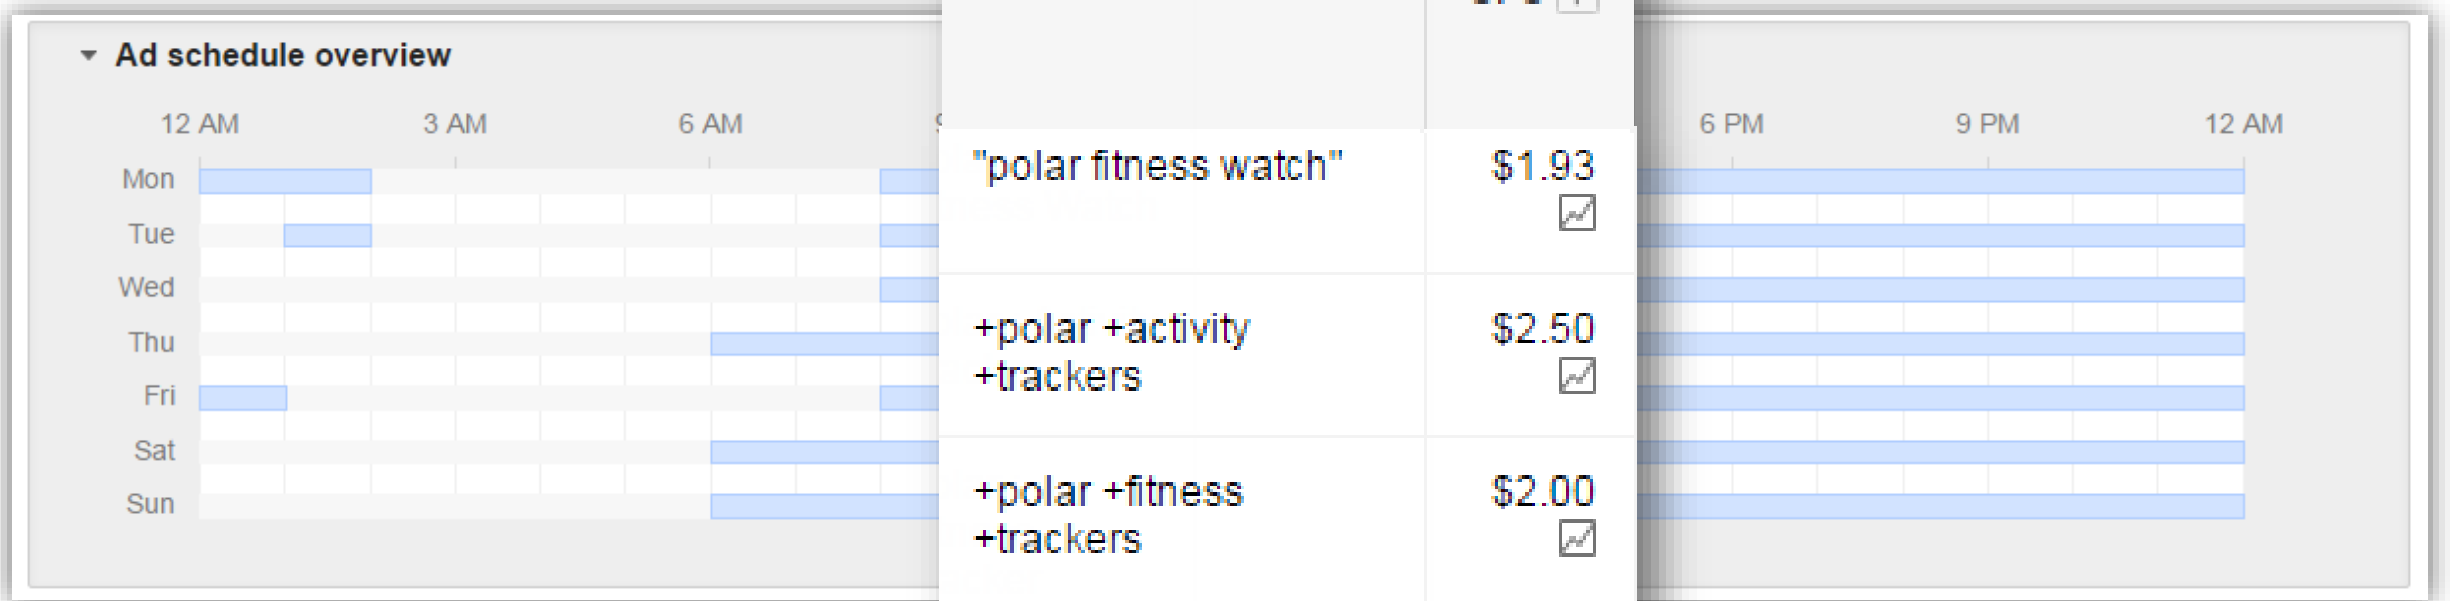 Ad schedule overview
12 AM 3 AM 6 AM 6 PM 9 PM 12 AM
Mon
Tue
Wed
Thu
Fri
Sat
Sun
"polar fitness watch" $1.93
+polar +activity $2.50
+trackers
+polar +fitness $2.00
+trackers